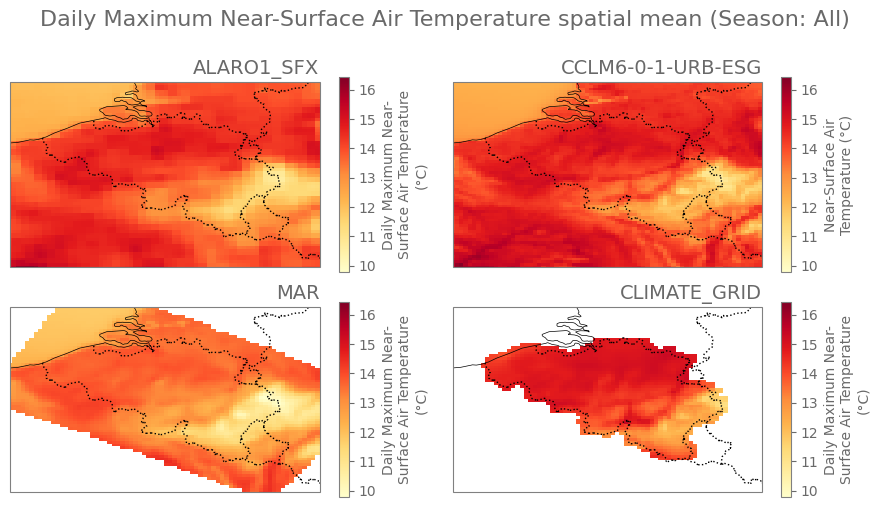 Daily Maximum Near-Surface Air Temperature spatial mean (Season: All)
ALARO1_SFX
16
15
14
13
12
11
10
Daily Maximum Near-
Surface Air Temperature
(°C)
CCLM6-0-1-URB-ESG
16
15
14
13
12
11
10
Near-Surface Air
Temperature (°C)
MAR
16
15
14
13
12
11
10
Daily Maximum Near-
Surface Air Temperature
(°C)
CLIMATE_GRID
16
15
14
13
12
11
10
Daily Maximum Near-
Surface Air Temperature
(°C)